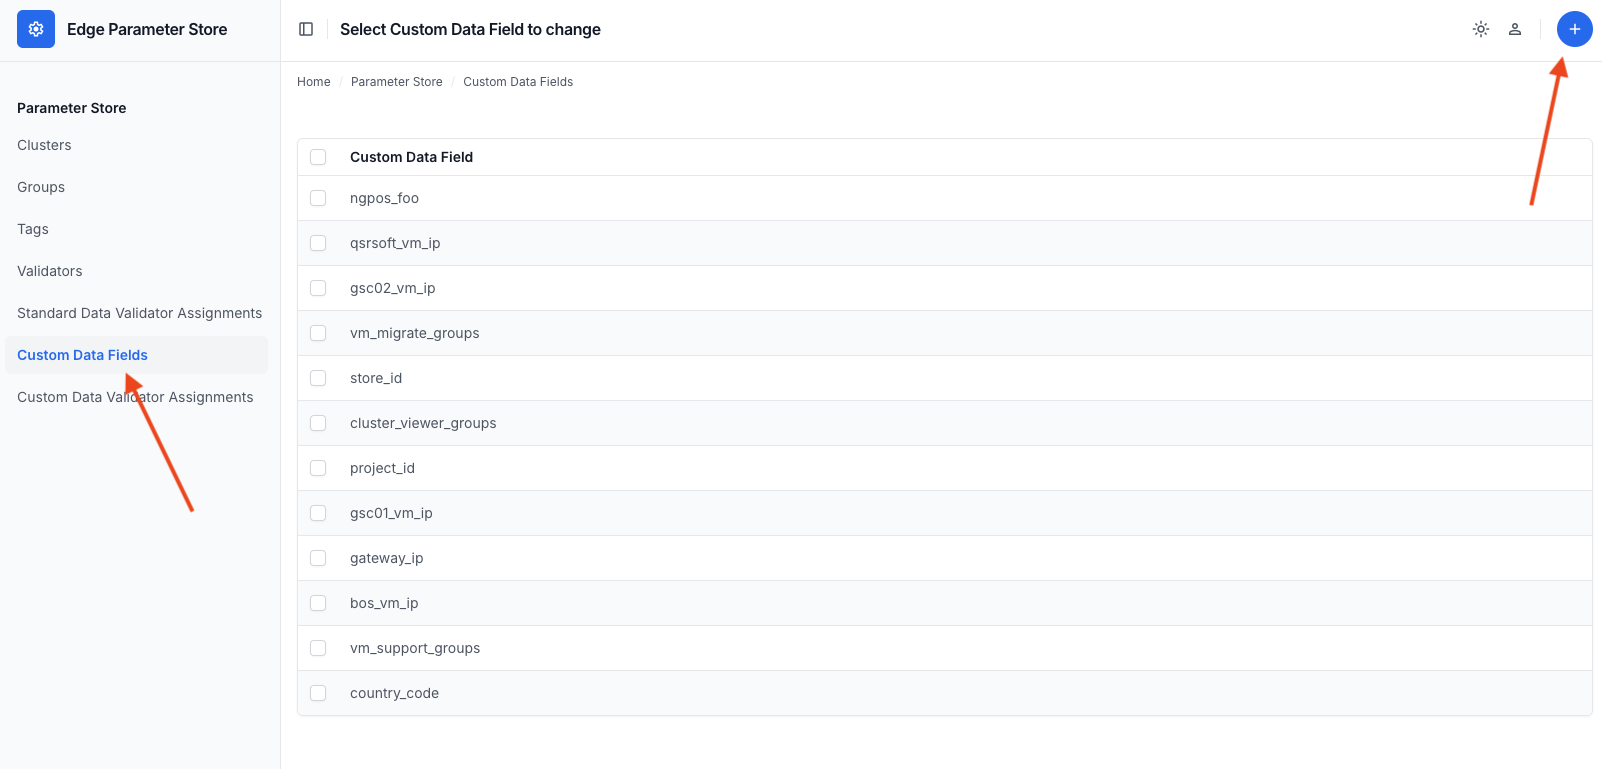 Edge Parameter Store
Select Custom Data Field to change
Home / Parameter Store / Custom Data Fields
Parameter Store
Clusters
Groups
Tags
Validators
Standard Data Validator Assignments
Custom Data Fields
Custom Data Validator Assignments
Custom Data Field
ngpos_foo
qsrsoft_vm_ip
gsc02_vm_ip
vm_migrate_groups
store_id
cluster_viewer_groups
project_id
gsc01_vm_ip
gateway_ip
bos_vm_ip
vm_support_groups
country_code